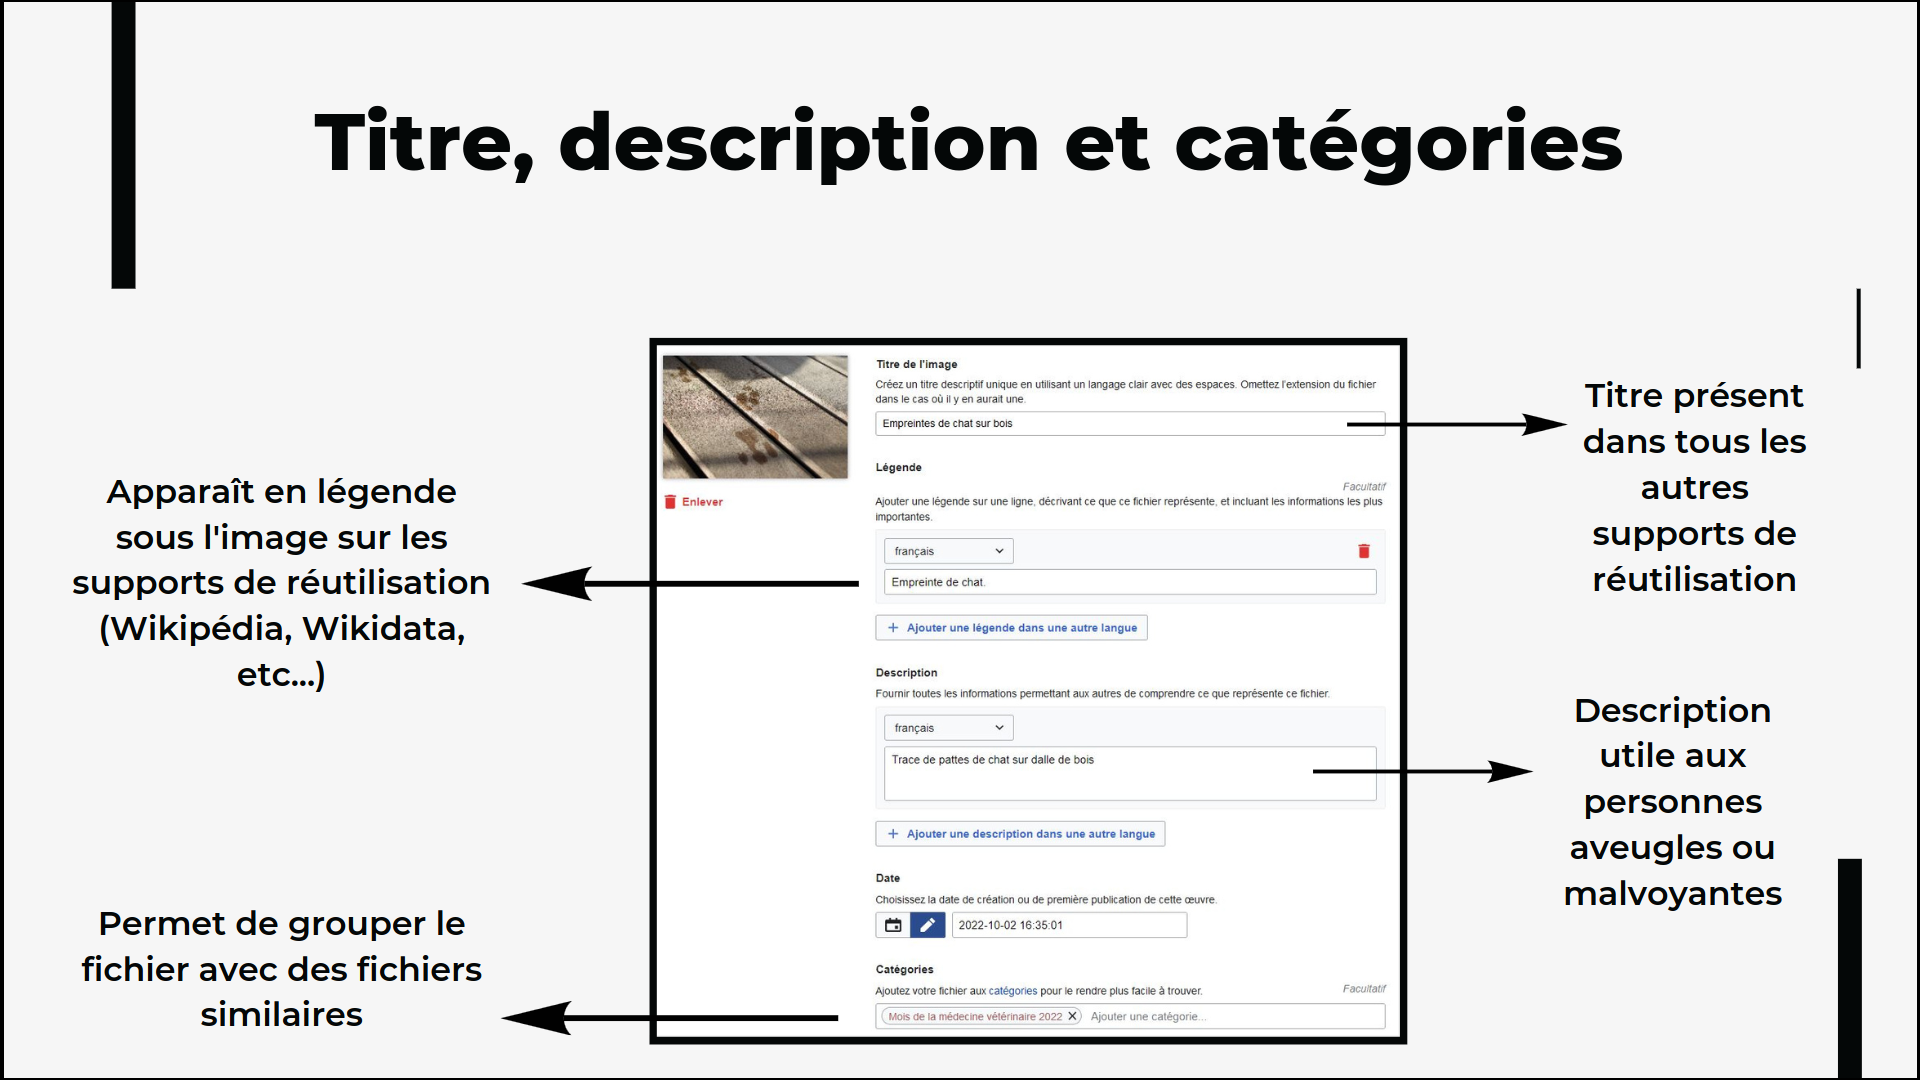 Titre, description et catégories
Apparaît en légende
sous l'image sur les
supports de réutilisation
(Wikipédia, Wikidata,
etc...)
Permet de grouper le
fichier avec des fichiers
similaires
Enlever
Titre de l'image
Créez un titre descriptif unique en utilisant un langage clair avec des espaces. Omettez l'extension du fichier
dans le cas où il y en aurait une.
Empreintes de chat sur bois
Légende
Facultatif
Ajouter une légende sur une ligne, décrivant ce que ce fichier représente, et incluant les informations les plus
importantes.
français
Empreinte de chat.
+ Ajouter une légende dans une autre langue
Description
Fournir toutes les informations permettant aux autres de comprendre ce que représente ce fichier.
français
Trace de pattes de chat sur dalle de bois
+ Ajouter une description dans une autre langue
Date
Choisissez la date de création ou de première publication de cette œuvre.
2022-10-02 16:35:01
Catégories
Facultatif
Ajoutez votre fichier aux catégories pour le rendre plus facile à trouver.
Mois de la médecine vétérinaire 2022 X Ajouter une catégorie...
Titre présent
dans tous les
autres
supports de
réutilisation
Description
utile aux
personnes
aveugles ou
malvoyantes